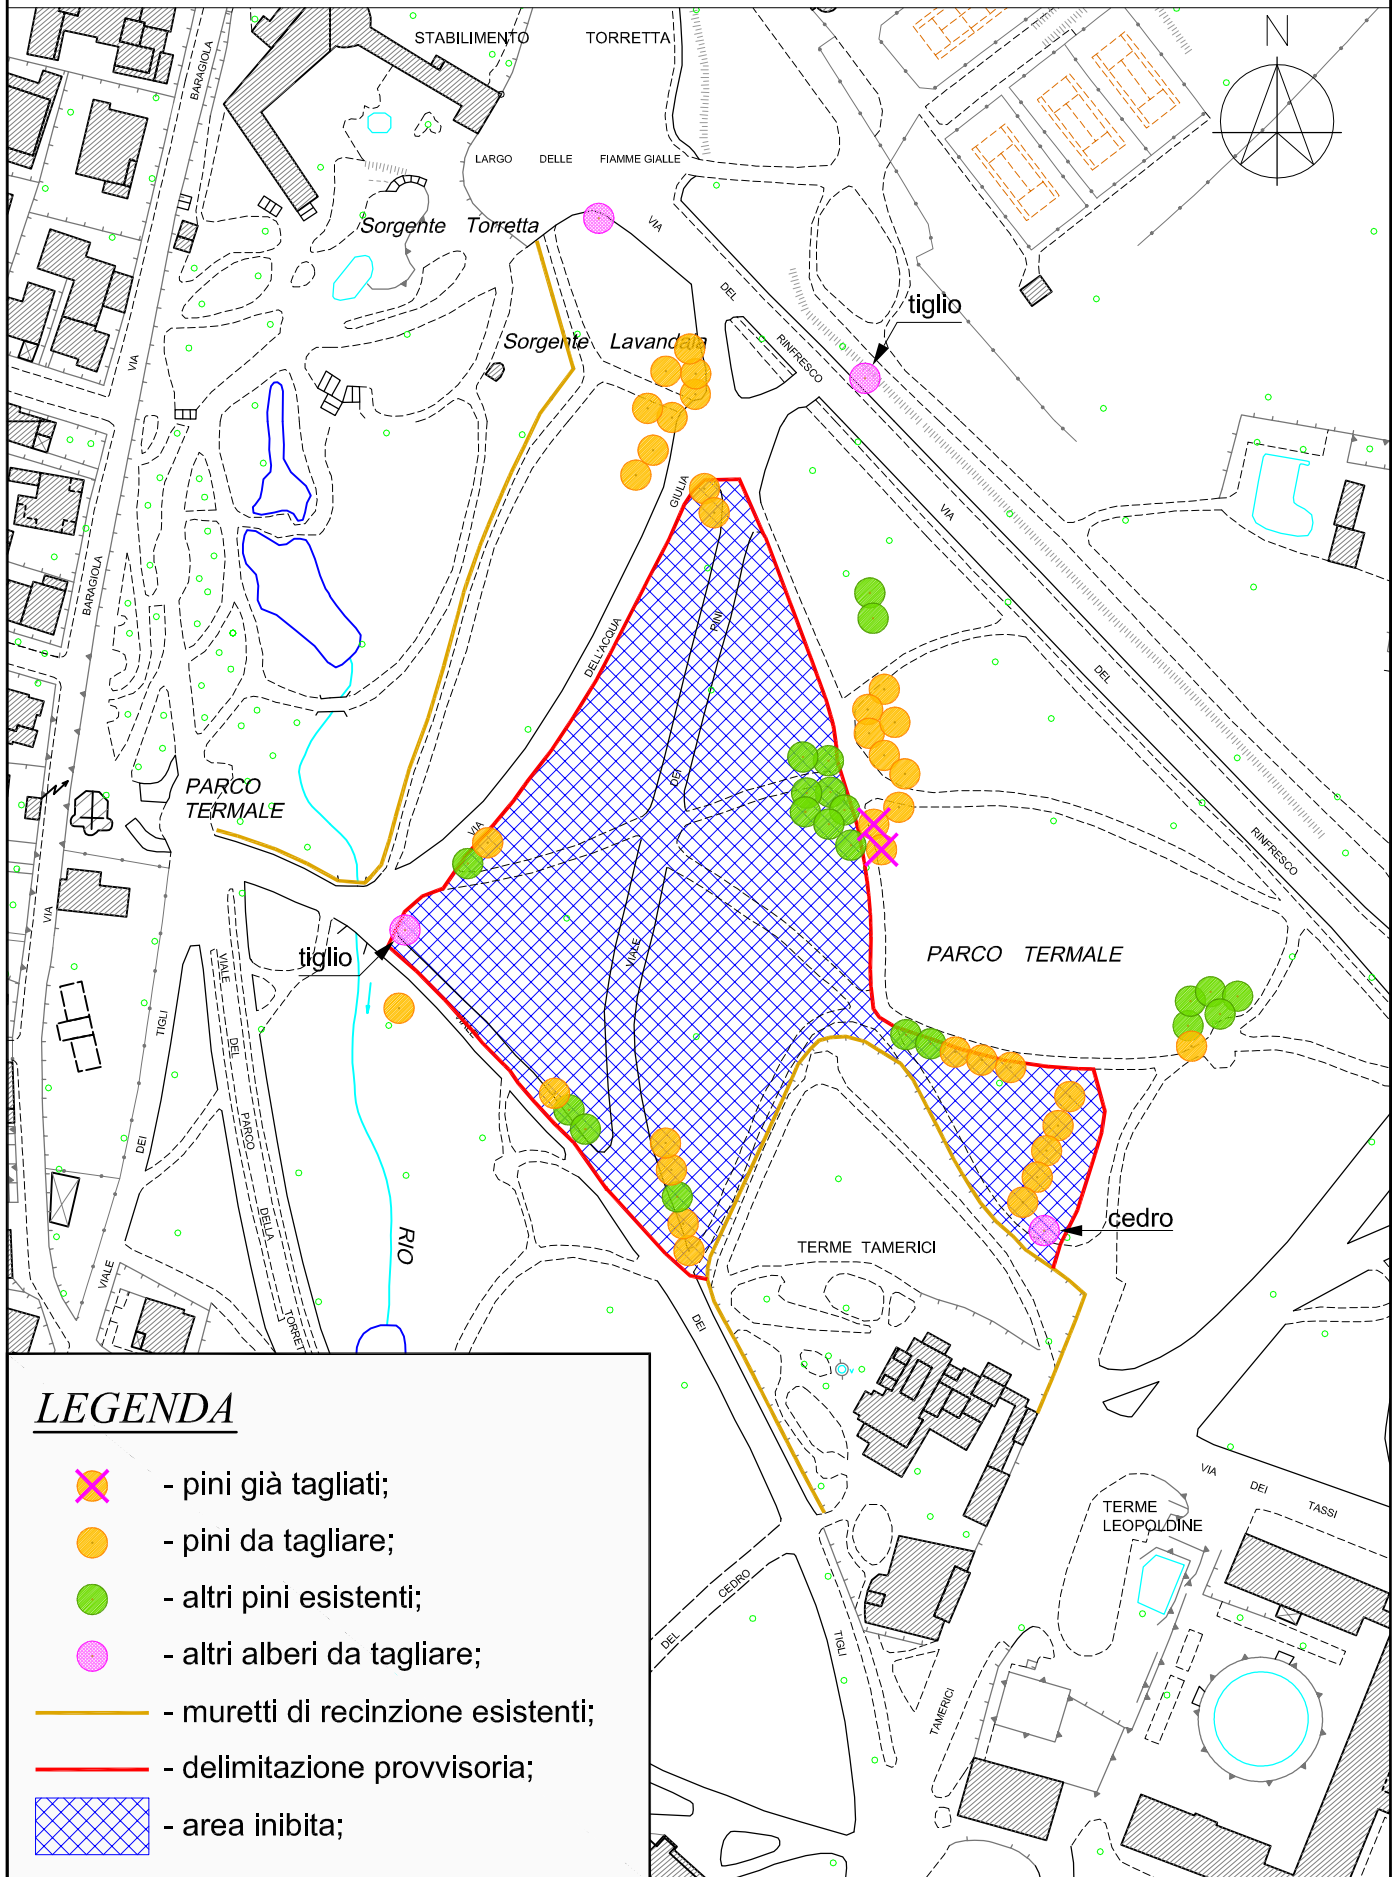 STABILIMENTO TORRETTA
N
BARAGIOLA
LARGO DELLE FIAMME GIALLE
Sorgente Torretta
VIA
DEL
RINFRESCO
tiglio
Sorgente Lavandaia
VIA
GIULIA
VIA
BARAGIOLA
PINI
DELL'ACQUA
DEL
DEI
PARCO
TERMALE
VIA
RINFRESCO
VIA
VIALE
PARCO TERMALE
tiglio
VIALE
TIGLI
VIALE
DEL
PARCO
DEI
DELLA
RIO
cedro
TERME TAMERICI
VIALE
TORRET
DEI
LEGENDA
- pini già tagliati;
- pini da tagliare;
- altri pini esistenti;
- altri alberi da tagliare;
- muretti di recinzione esistenti;
- delimitazione provvisoria;
- area inibita;
VIA
DEI
TASSI
TERME
LEOPOLDINE
CEDRO
DEL
TIGLI
TAMERICI